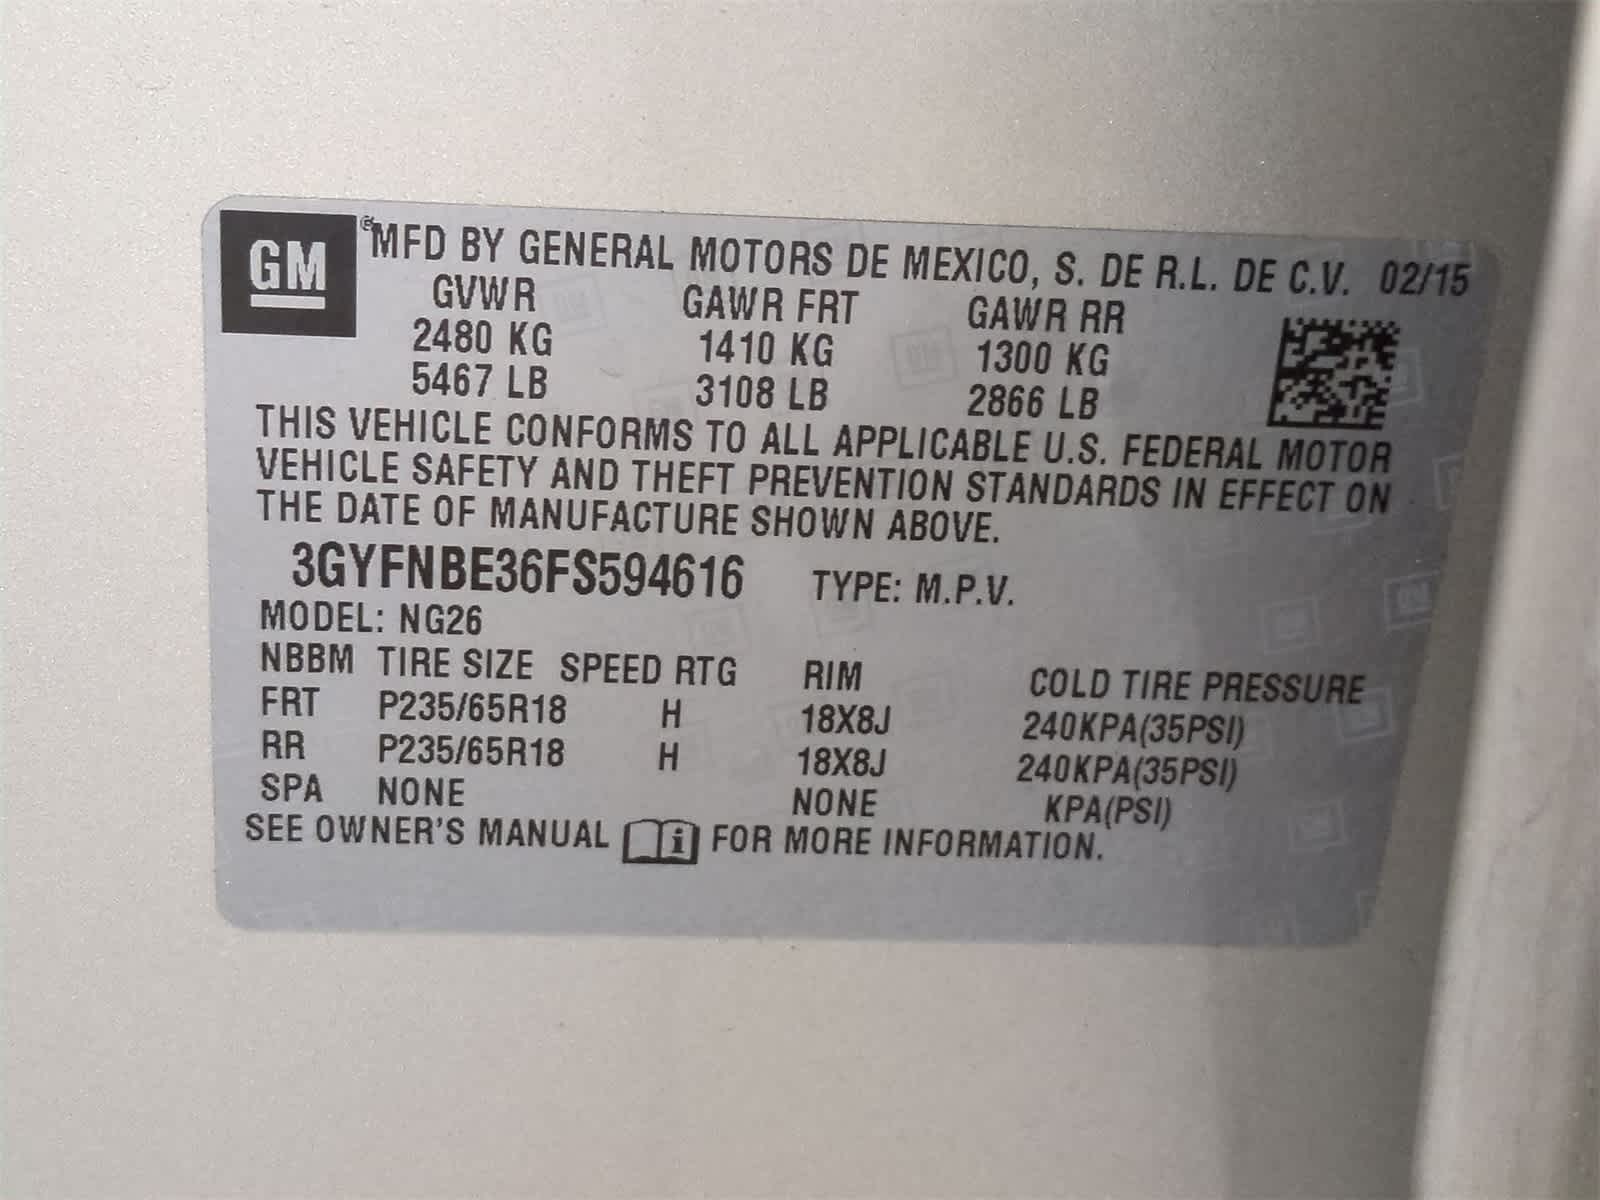 GM ® MFD BY GENERAL MOTORS DE MEXICO, S. DE R.L. DE C.V. 02/15
GVWR GAWR FRT GAWR RR
2480 KG 1410 KG 1300 KG
5467 LB 3108 LB 2866 LB
THIS VEHICLE CONFORMS TO ALL APPLICABLE U.S. FEDERAL MOTOR
VEHICLE SAFETY AND THEFT PREVENTION STANDARDS IN EFFECT ON
THE DATE OF MANUFACTURE SHOWN ABOVE.
3GYFNBE36FS594616 TYPE: M.P.V.
MODEL: NG26
NBBM TIRE SIZE SPEED RTG RIM COLD TIRE PRESSURE
FRT P235/65R18 H 18X8J 240KPA(35PSI)
RR P235/65R18 H 18X8J 240KPA(35PSI)
SPA NONE NONE KPA(PSI)
SEE OWNER'S MANUAL i FOR MORE INFORMATION.